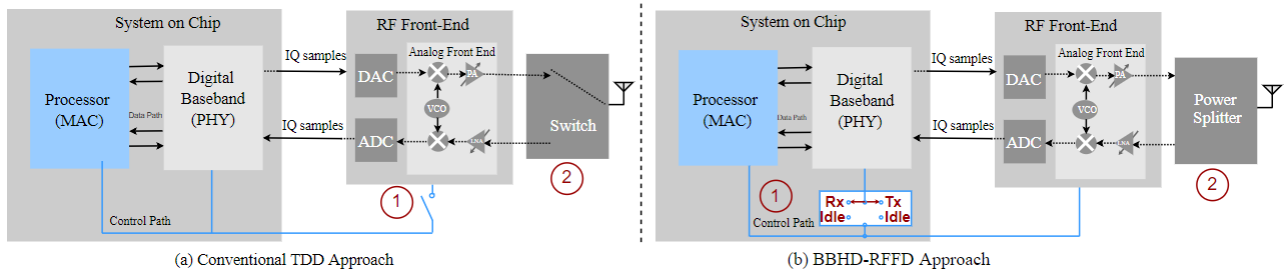 System on Chip
RF Front-End
Processor
(MAC)
Data Path
Digital
Baseband
(PHY)
IQ samples
IQ samples
DAC
ADC
Analog Front End
PA
VCO
LNA
Switch
1
2
Control Path
(a) Conventional TDD Approach
System on Chip
RF Front-End
Processor
(MAC)
Data Path
Digital
Baseband
(PHY)
IQ samples
IQ samples
DAC
ADC
Analog Front End
PA
VCO
LNA
Power
Splitter
1
2
Rx Tx
Idle Idle
Control Path
(b) BBHD-RFFD Approach